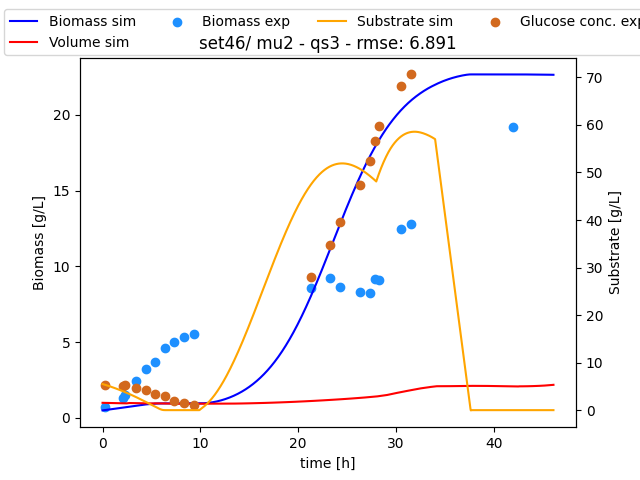 Biomass sim
Biomass exp
Substrate sim
Glucose conc. exp
Volume sim
set46/ mu2 - qs3 - rmse: 6.891
Biomass [g/L]
0
5
10
15
20
Substrate [g/L]
0
10
20
30
40
50
60
70
0
10
20
30
40
time [h]